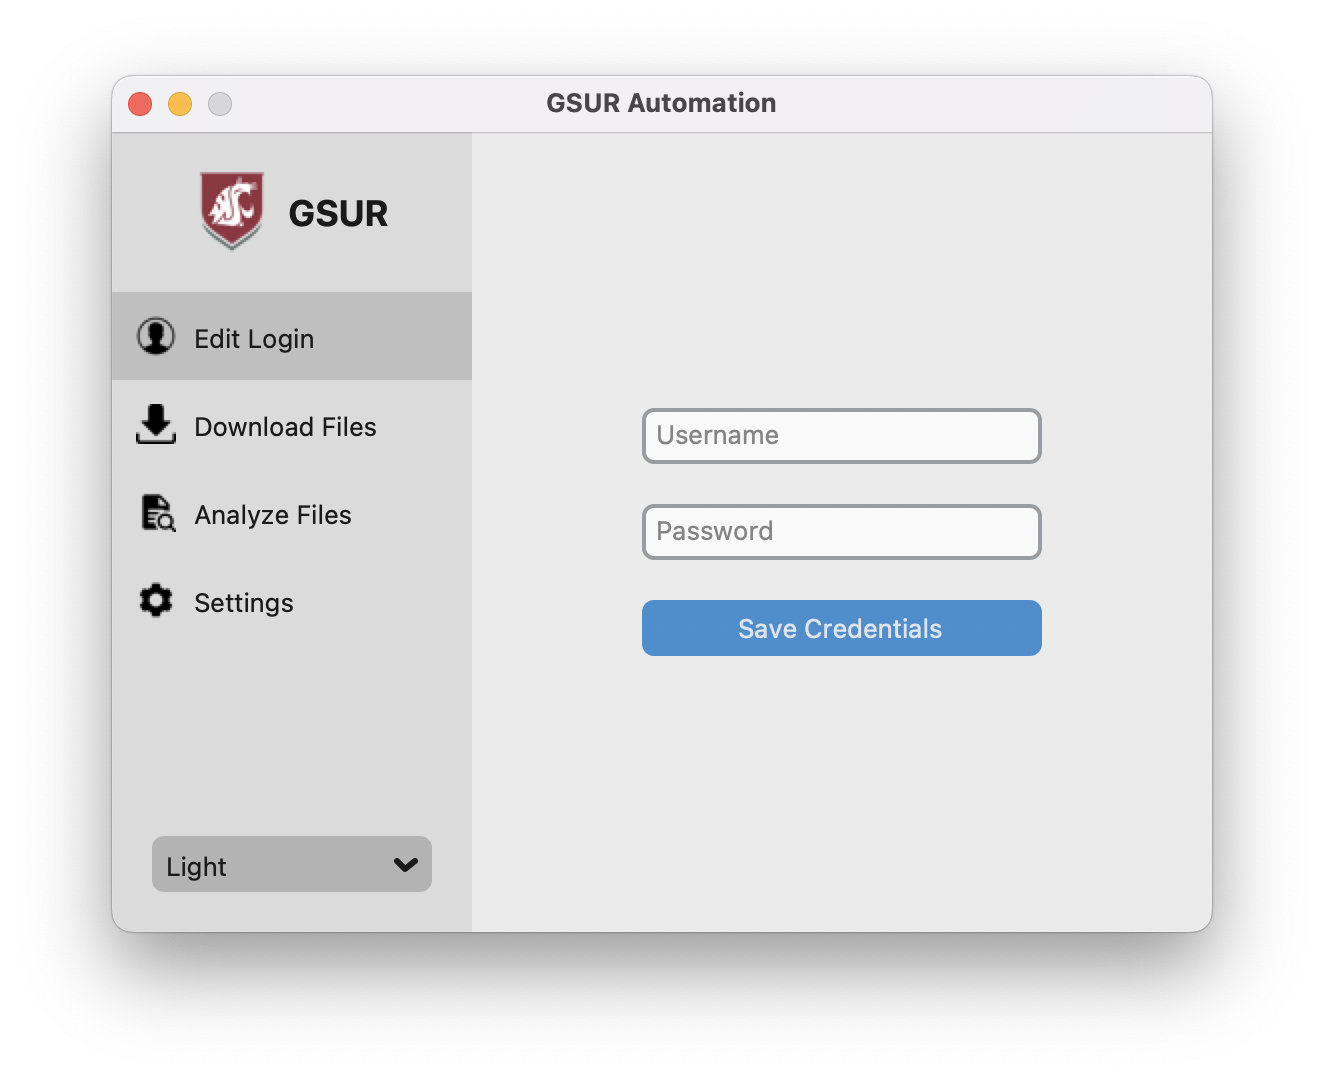 GSUR Automation
GSUR
Edit Login
Download Files
Analyze Files
Settings
Light
Username
Password
Save Credentials